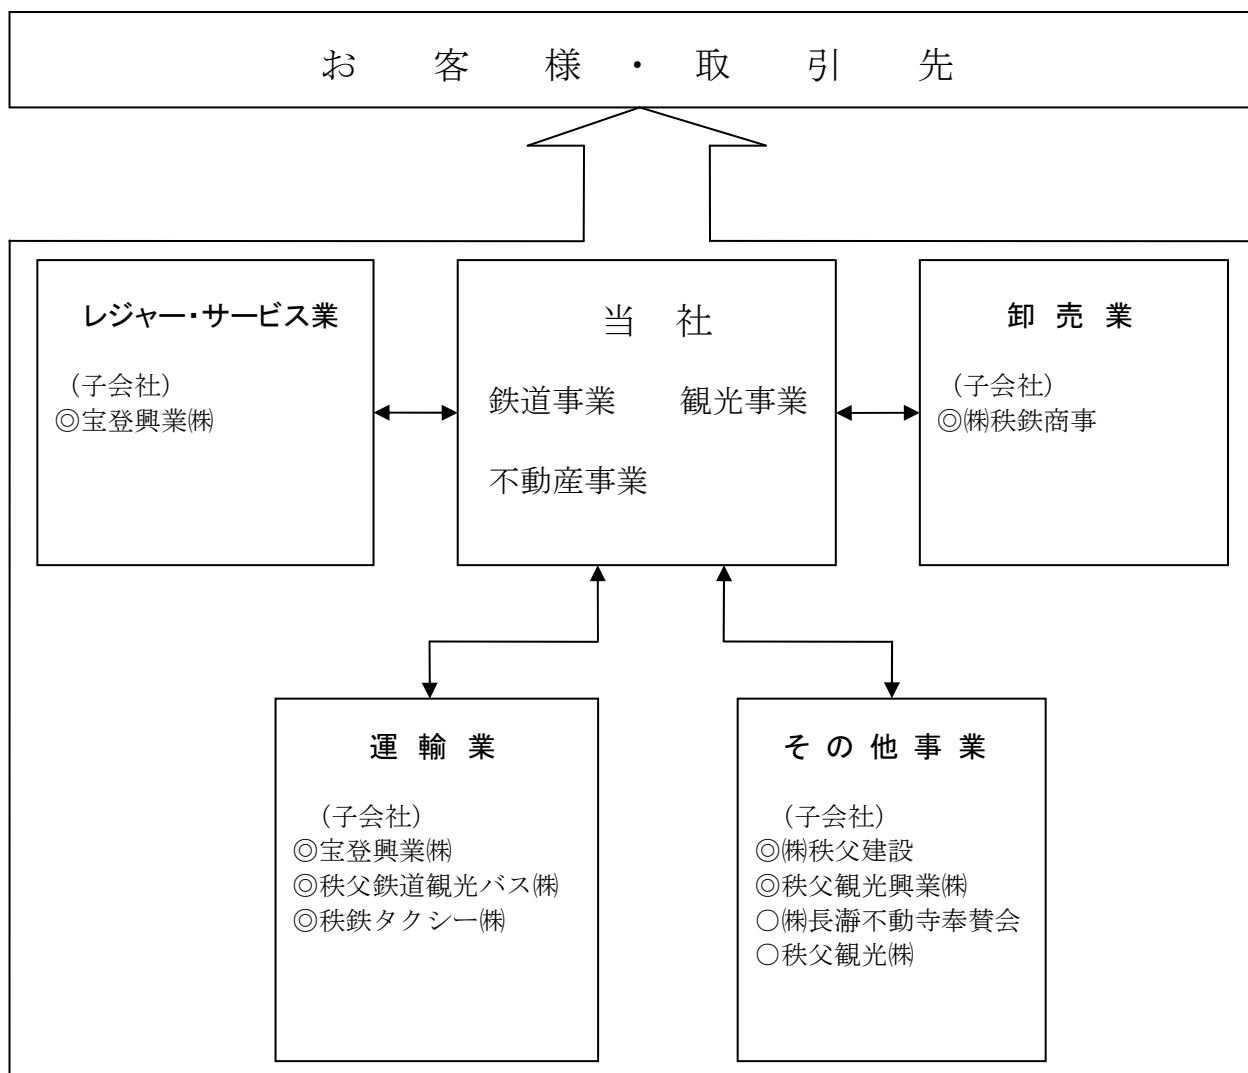 お客様・取引先
レジャー・サービス業
(子会社)
◎宝登興業㈱
当社
鉄道事業 観光事業
不動産事業
卸売業
(子会社)
◎㈱秩鉄商事
運輸業
(子会社)
◎宝登興業㈱
◎秩父鉄道観光バス㈱
◎秩鉄タクシー㈱
その他事業
(子会社)
◎㈱秩父建設
◎秩父観光興業㈱
○㈱長瀞不動寺奉賛会
○秩父観光㈱